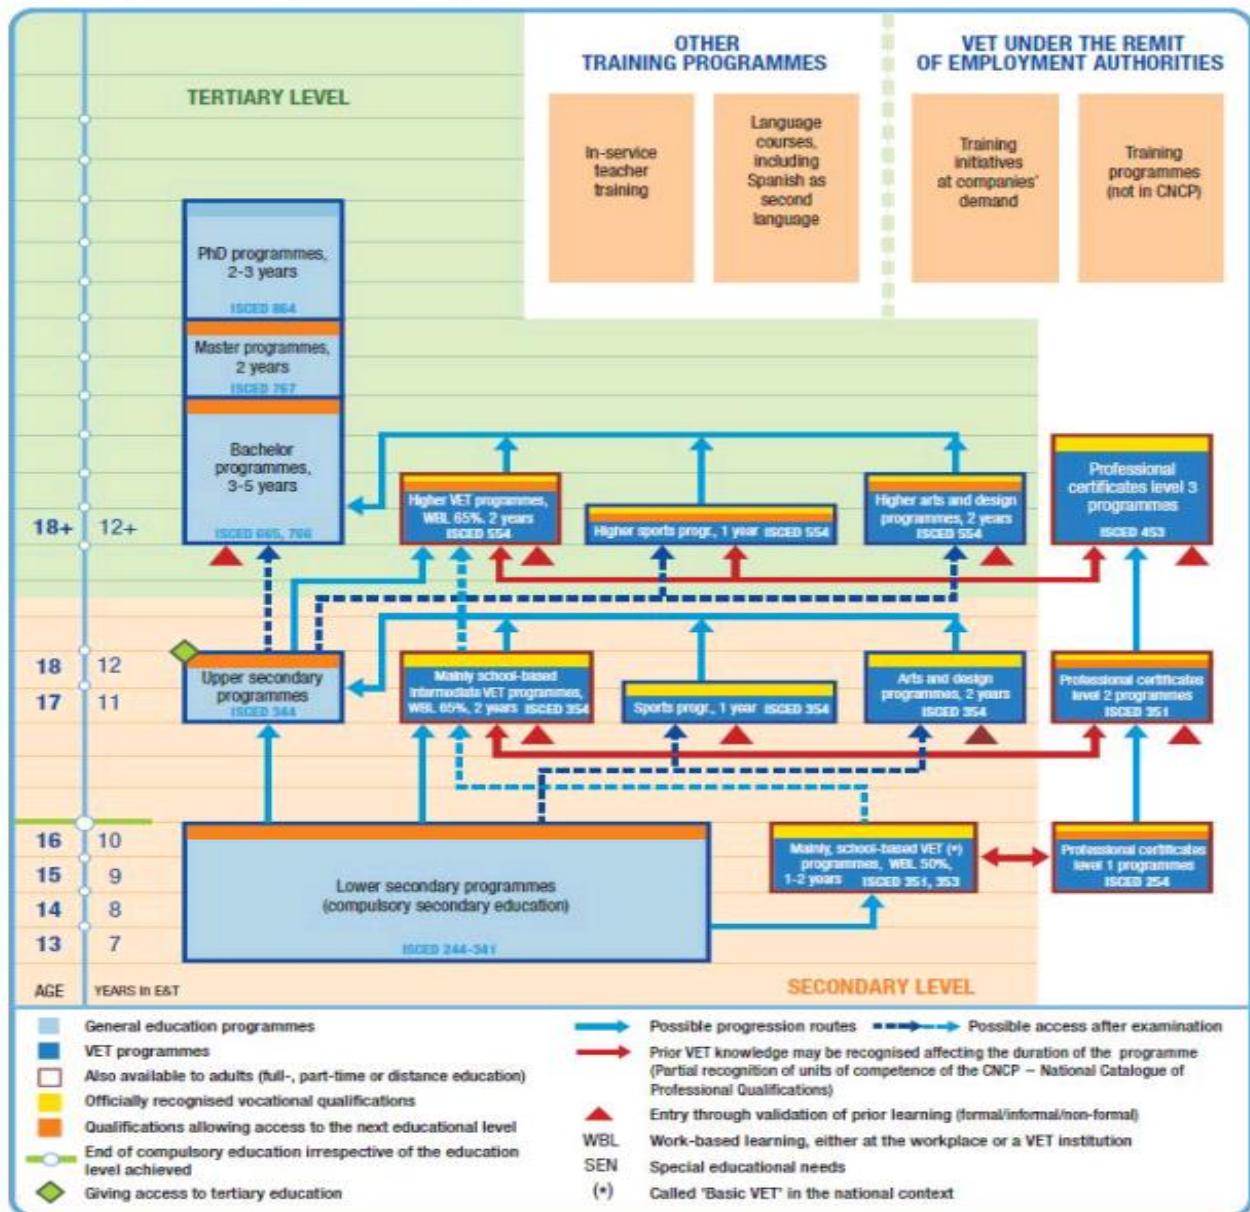 OTHER
TRAINING PROGRAMMES
VET UNDER THE REMIT
OF EMPLOYMENT AUTHORITIES
TERTIARY LEVEL
In-service
teacher
training
Language
courses,
including
Spanish as
second
language
Training
initiatives
at companies'
demand
Training
programmes
(not in CNCP)
PhD programmes,
2-3 years
ISCED 864
Master programmes,
2 years
ISCED 767
Bachelor
programmes,
3-5 years
ISCED 665, 766
Higher VET programmes,
WBL 65%, 2 years
ISCED 554
Higher sports progr., 1 year ISCED 554
Higher arts and design
programmes, 2 years
ISCED 554
Professional
certificates level 3
programmes
ISCED 453
18+ 12+
18 12
17 11
Upper secondary
programmes
ISCED 344
Mainly school-based
Intermediate VET programmes,
WBL 65%, 2 years ISCED 354
Sports progr., 1 year ISCED 354
Arts and design
programmes, 2 years
ISCED 354
Professional certificates
level 2 programmes
ISCED 351
16 10
15 9
14 8
13 7
Lower secondary programmes
(compulsory secondary education)
ISCED 244-341
Mainly, school-based VET (*)
programmes, WBL 50%,
1-2 years ISCED 351, 353
Professional certificates
level 1 programmes
ISCED 254
AGE YEARS in E&T
SECONDARY LEVEL
General education programmes
VET programmes
Also available to adults (full-, part-time or distance education)
Officially recognised vocational qualifications
Qualifications allowing access to the next educational level
End of compulsory education irrespective of the education
level achieved
Giving access to tertiary education
Possible progression routes
Possible access after examination
Prior VET knowledge may be recognised affecting the duration of the programme
(Partial recognition of units of competence of the CNCP – National Catalogue of
Professional Qualifications)
Entry through validation of prior learning (formal/informal/non-formal)
WBL Work-based learning, either at the workplace or a VET institution
SEN Special educational needs
(*) Called 'Basic VET' in the national context